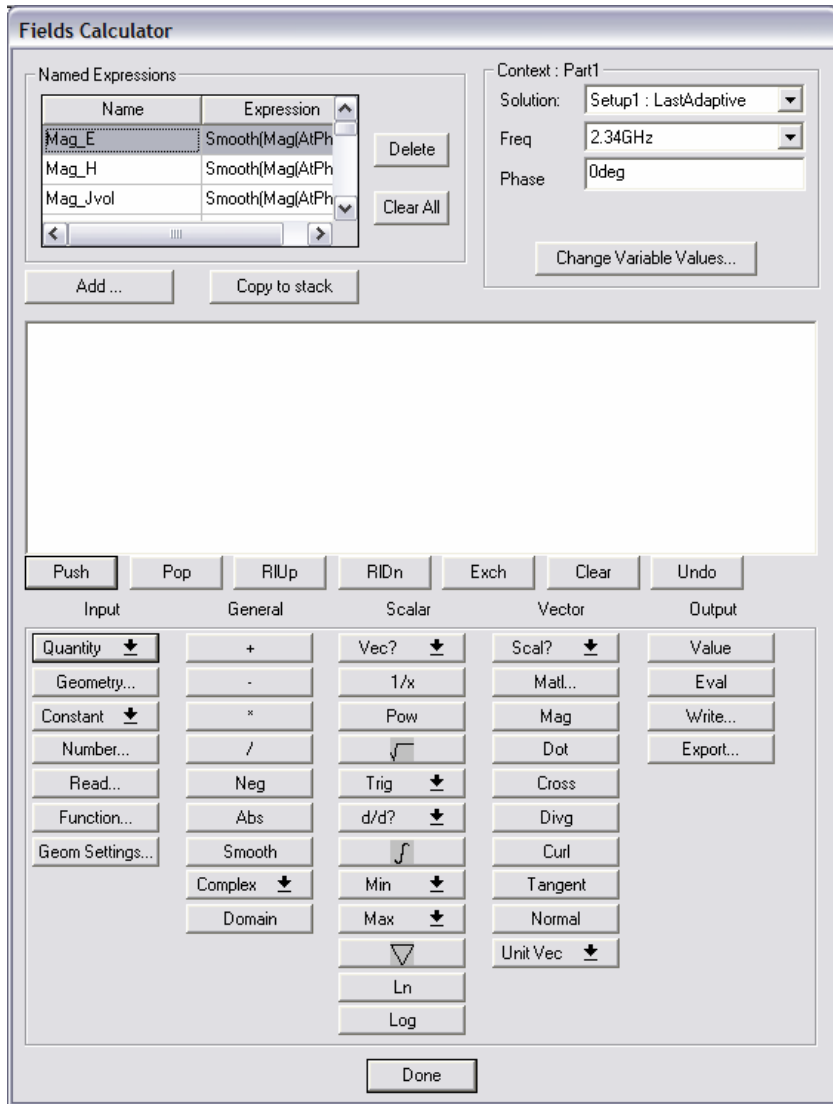 Fields Calculator
Named Expressions
Name Expression
Mag_E Smooth(Mag(AtPh
Mag_H Smooth(Mag(AtPh
Mag_Jvol Smooth(Mag(AtPh
Delete
Clear All
Context : Part1
Solution: Setup1 : LastAdaptive
Freq 2.34GHz
Phase 0deg
Change Variable Values...
Add ... Copy to stack
Push Pop RlUp RlDn Exch Clear Undo
Input General Scalar Vector Output
Quantity + Vec? Scal? Value
Geometry... - 1/x Matl... Eval
Constant * Pow Mag Write...
Number... / √ Dot Export...
Read... Neg Trig Cross
Function... Abs d/d? Divg
Geom Settings... Smooth ∫ Curl
Complex Min Tangent
Domain Max Normal
▽ Unit Vec
Ln
Log
Done